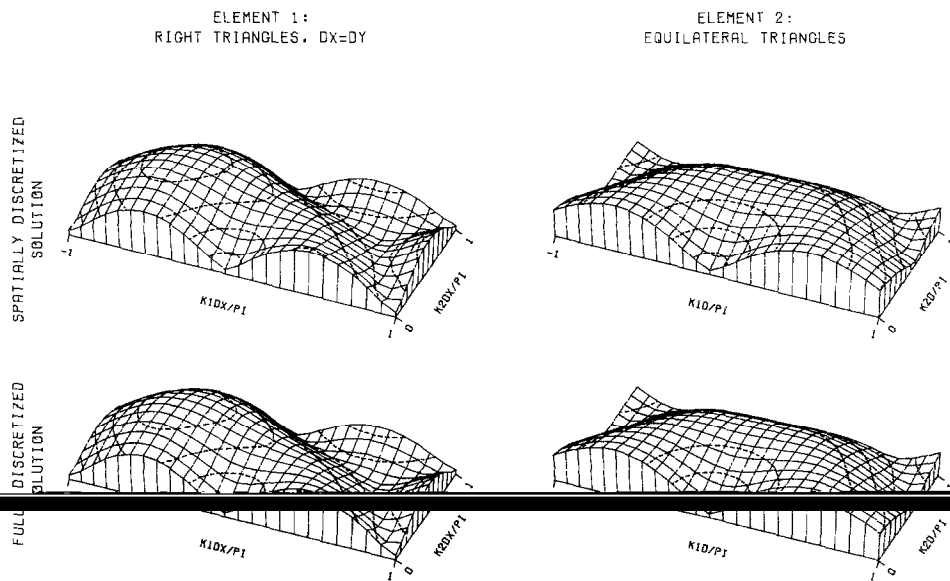 ELEMENT 1:
RIGHT TRIANGLES, DX=DY
ELEMENT 2:
EQUILATERAL TRIANGLES
SPATIALLY DISCRETIZED
SOLUTION
-1
K1DX/PI
1
0
K2DX/PI
1
-1
K1D/PI
1
0
K2D/PI
DISCRETIZED
K1DX/PI
1
0
K2DX/PI
1
K1D/PI
1
0
K2D/PI